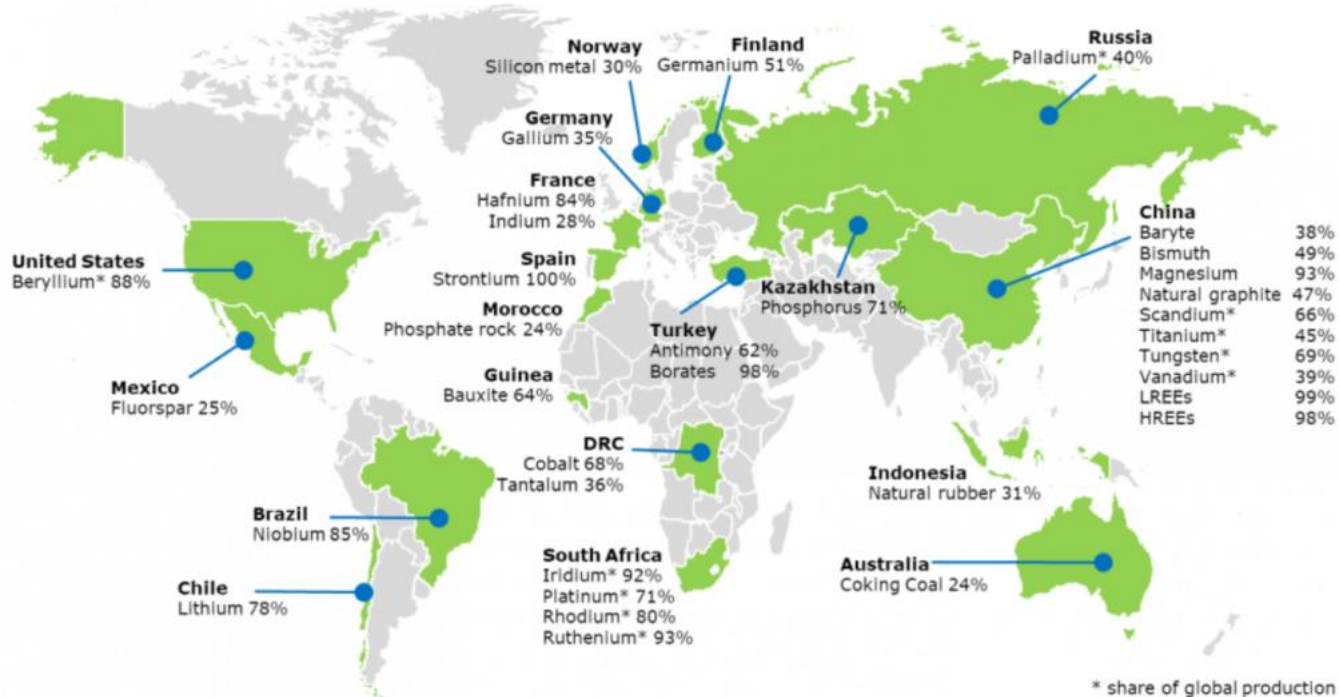 Norway
Silicon metal 30%
Finland
Germanium 51%
Russia
Palladium* 40%
Germany
Gallium 35%
France
Hafnium 84%
Indium 28%
China
Baryte 38%
Bismuth 49%
Magnesium 93%
Natural graphite 47%
Scandium* 66%
Titanium* 45%
Tungsten* 69%
Vanadium* 39%
LREEs 99%
HREEs 98%
United States
Beryllium* 88%
Spain
Strontium 100%
Kazakhstan
Phosphorus 71%
Morocco
Phosphate rock 24%
Turkey
Antimony 62%
Borates 98%
Mexico
Fluorspar 25%
Guinea
Bauxite 64%
DRC
Cobalt 68%
Tantalum 36%
Indonesia
Natural rubber 31%
Brazil
Niobium 85%
South Africa
Iridium* 92%
Platinum* 71%
Rhodium* 80%
Ruthenium* 93%
Australia
Coking Coal 24%
Chile
Lithium 78%
* share of global production